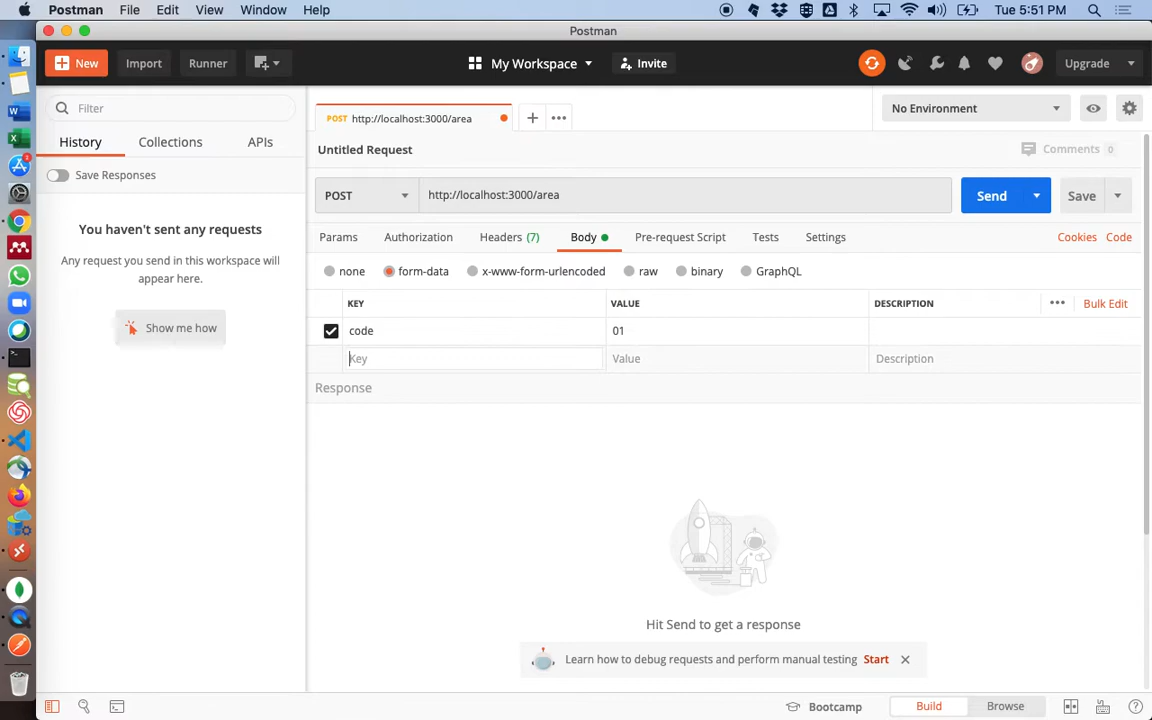 Postman File Edit View Window Help Tue 5:51 PM
Postman
New Import Runner My Workspace Invite Upgrade
Filter
History Collections APIs
Save Responses
You haven't sent any requests
Any request you send in this workspace will
appear here.
Show me how
POST http://localhost:3000/area
No Environment
Untitled Request
Comments 0
POST http://localhost:3000/area Send Save
Params Authorization Headers (7) Body Pre-request Script Tests Settings Cookies Code
none form-data x-www-form-urlencoded raw binary GraphQL
KEY VALUE DESCRIPTION Bulk Edit
code 01
Key Value Description
Response
Hit Send to get a response
Learn how to debug requests and perform manual testing Start
Bootcamp Build Browse